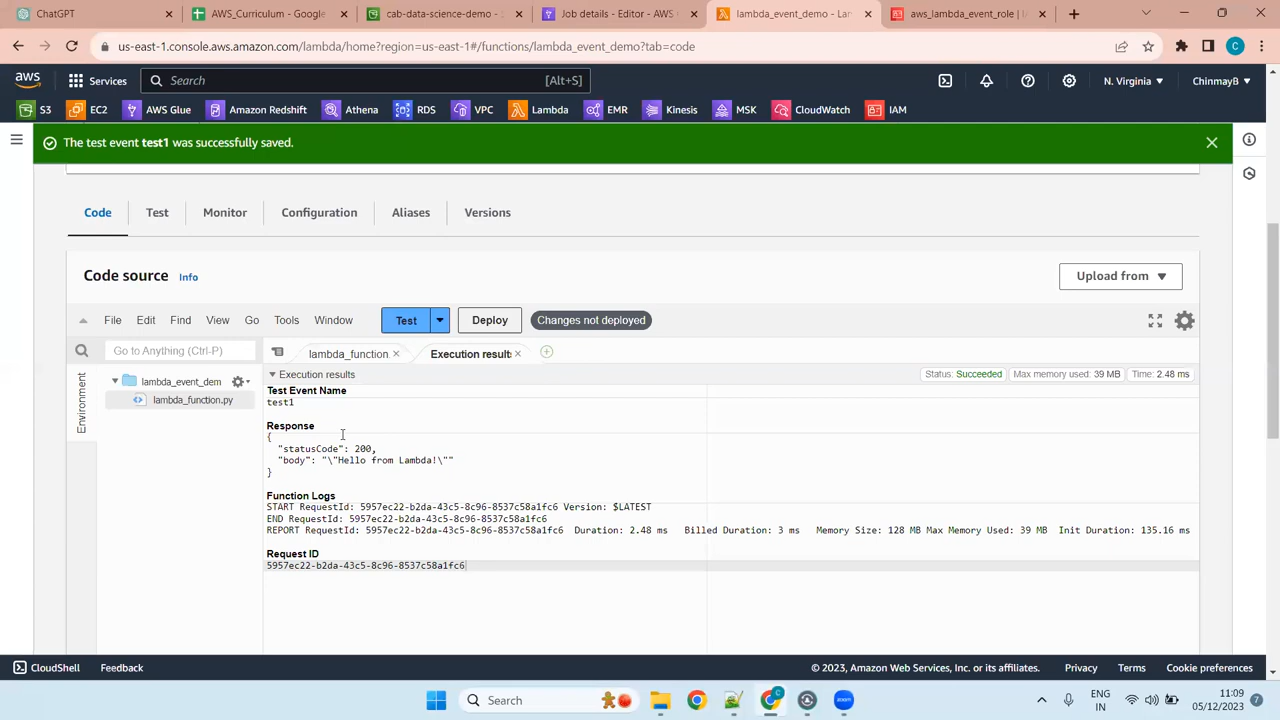 ChatGPT
AWS_Curriculum - Google
cab-data-science-demo - S
Job details - Editor - AWS
lambda_event_demo - Lam
aws_lambda_event_role | I
us-east-1.console.aws.amazon.com/lambda/home?region=us-east-1#/functions/lambda_event_demo?tab=code
aws Services Search [Alt+S] N. Virginia ChinmayB
S3 EC2 AWS Glue Amazon Redshift Athena RDS VPC Lambda EMR Kinesis MSK CloudWatch IAM
The test event test1 was successfully saved.
Code Test Monitor Configuration Aliases Versions
Code source Info Upload from
File Edit Find View Go Tools Window Test Deploy Changes not deployed
Go to Anything (Ctrl-P) lambda_function Execution results
Environment
lambda_event_dem
lambda_function.py
Execution results Status: Succeeded Max memory used: 39 MB Time: 2.48 ms
Test Event Name
test1
Response
{
"statusCode": 200,
"body": "\"Hello from Lambda!\""
}
Function Logs
START RequestId: 5957ec22-b2da-43c5-8c96-8537c58a1fc6 Version: $LATEST
END RequestId: 5957ec22-b2da-43c5-8c96-8537c58a1fc6
REPORT RequestId: 5957ec22-b2da-43c5-8c96-8537c58a1fc6 Duration: 2.48 ms Billed Duration: 3 ms Memory Size: 128 MB Max Memory Used: 39 MB Init Duration: 135.16 ms
Request ID
5957ec22-b2da-43c5-8c96-8537c58a1fc6
CloudShell Feedback © 2023, Amazon Web Services, Inc. or its affiliates. Privacy Terms Cookie preferences
Search zoom ENG 11:09
IN 05/12/2023